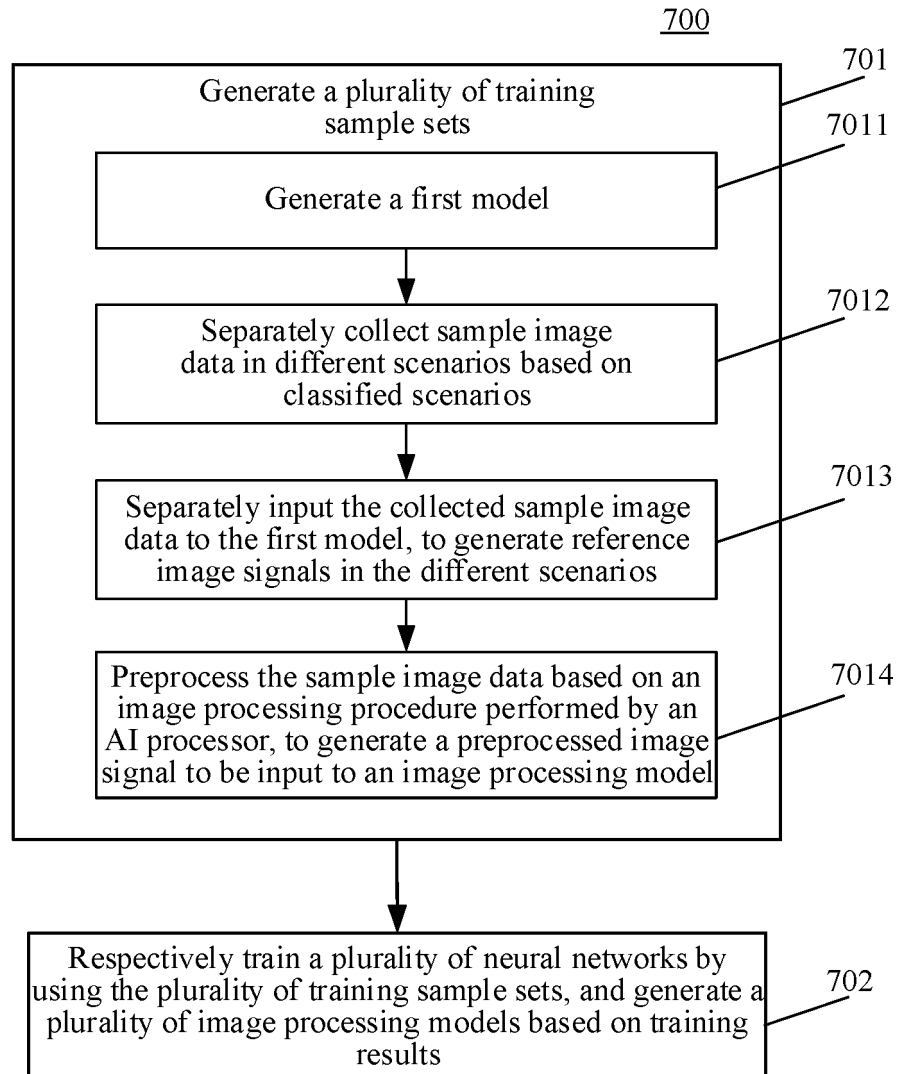 700
701
Generate a plurality of training
sample sets
7011
Generate a first model
7012
Separately collect sample image
data in different scenarios based on
classified scenarios
7013
Separately input the collected sample image
data to the first model, to generate reference
image signals in the different scenarios
7014
Preprocess the sample image data based on an
image processing procedure performed by an
AI processor, to generate a preprocessed image
signal to be input to an image processing model
702
Respectively train a plurality of neural networks by
using the plurality of training sample sets, and generate a
plurality of image processing models based on training
results